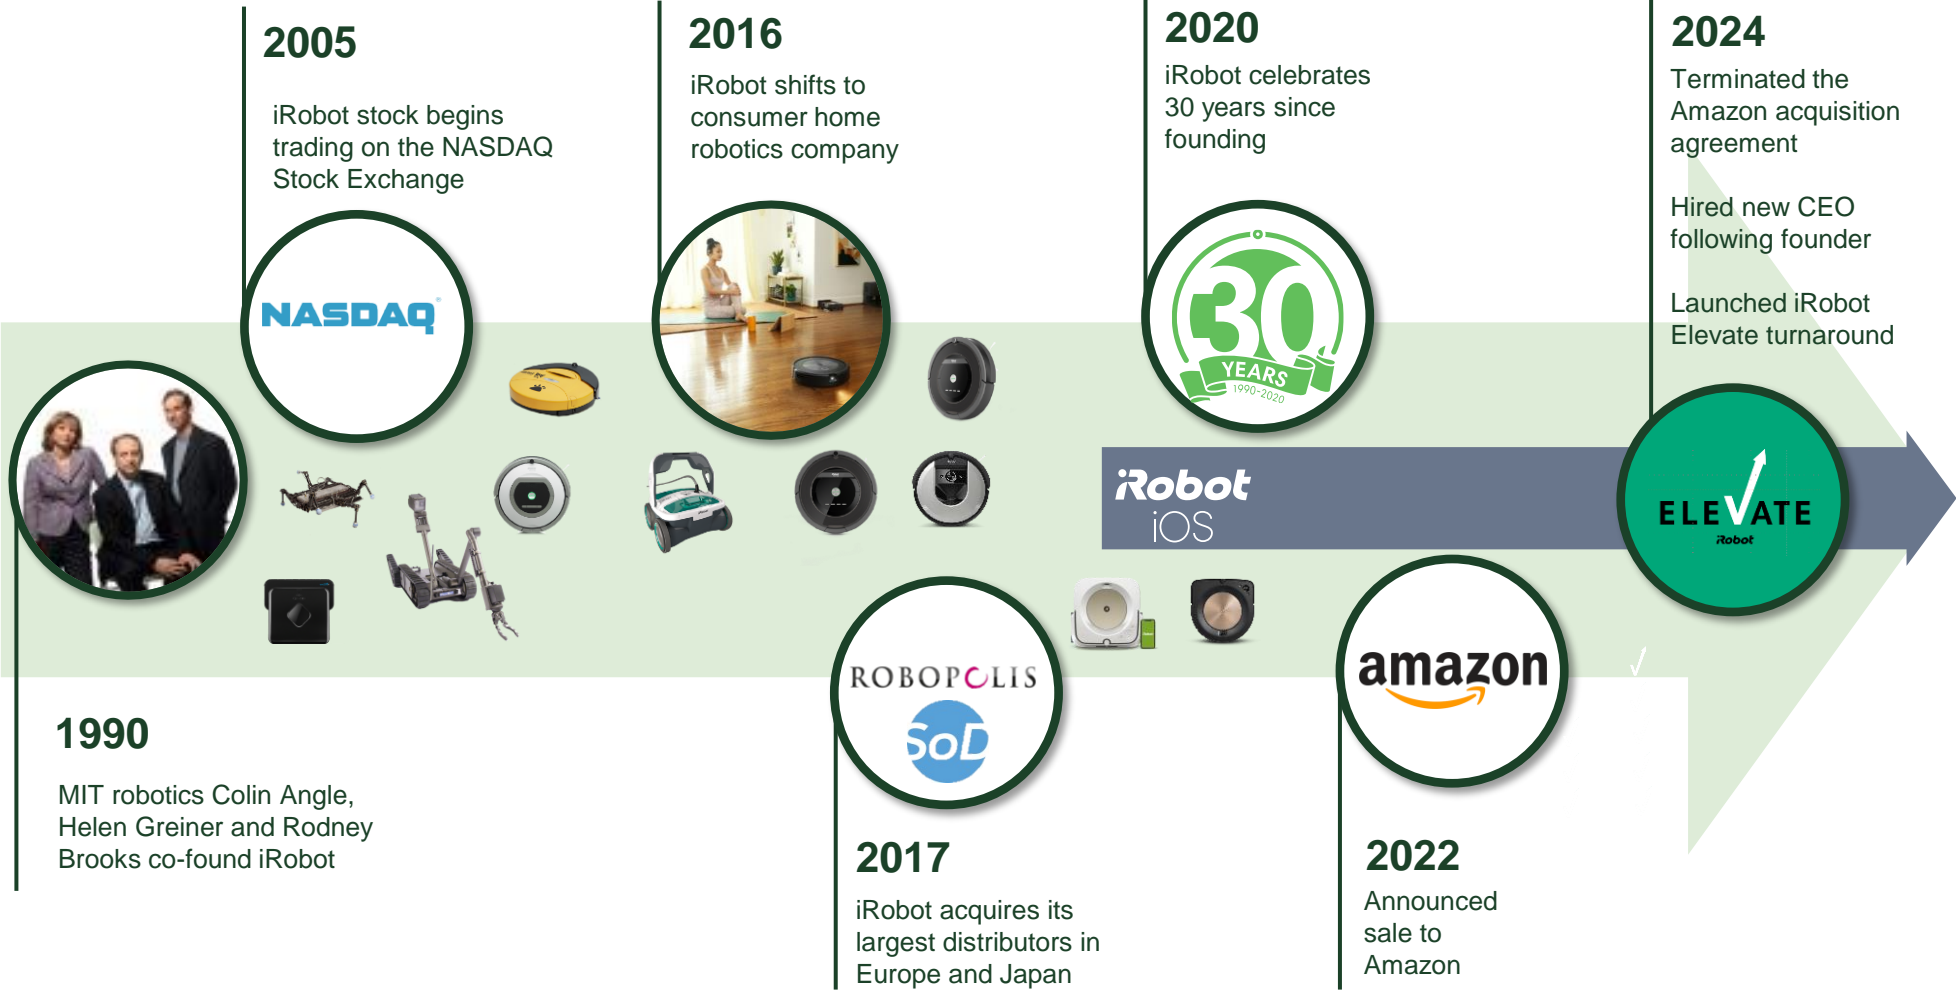 2005
iRobot stock begins
trading on the NASDAQ
Stock Exchange
NASDAQ
2016
iRobot shifts to
consumer home
robotics company
2020
iRobot celebrates
30 years since
founding
30
YEARS
1990-2020
2024
Terminated the
Amazon acquisition
agreement
Hired new CEO
following founder
Launched iRobot
Elevate turnaround
iRobot
iOS
ELEVATE
iRobot
1990
MIT robotics Colin Angle,
Helen Greiner and Rodney
Brooks co-found iRobot
ROBOPOLIS
SoD
2017
iRobot acquires its
largest distributors in
Europe and Japan
amazon
2022
Announced
sale to
Amazon